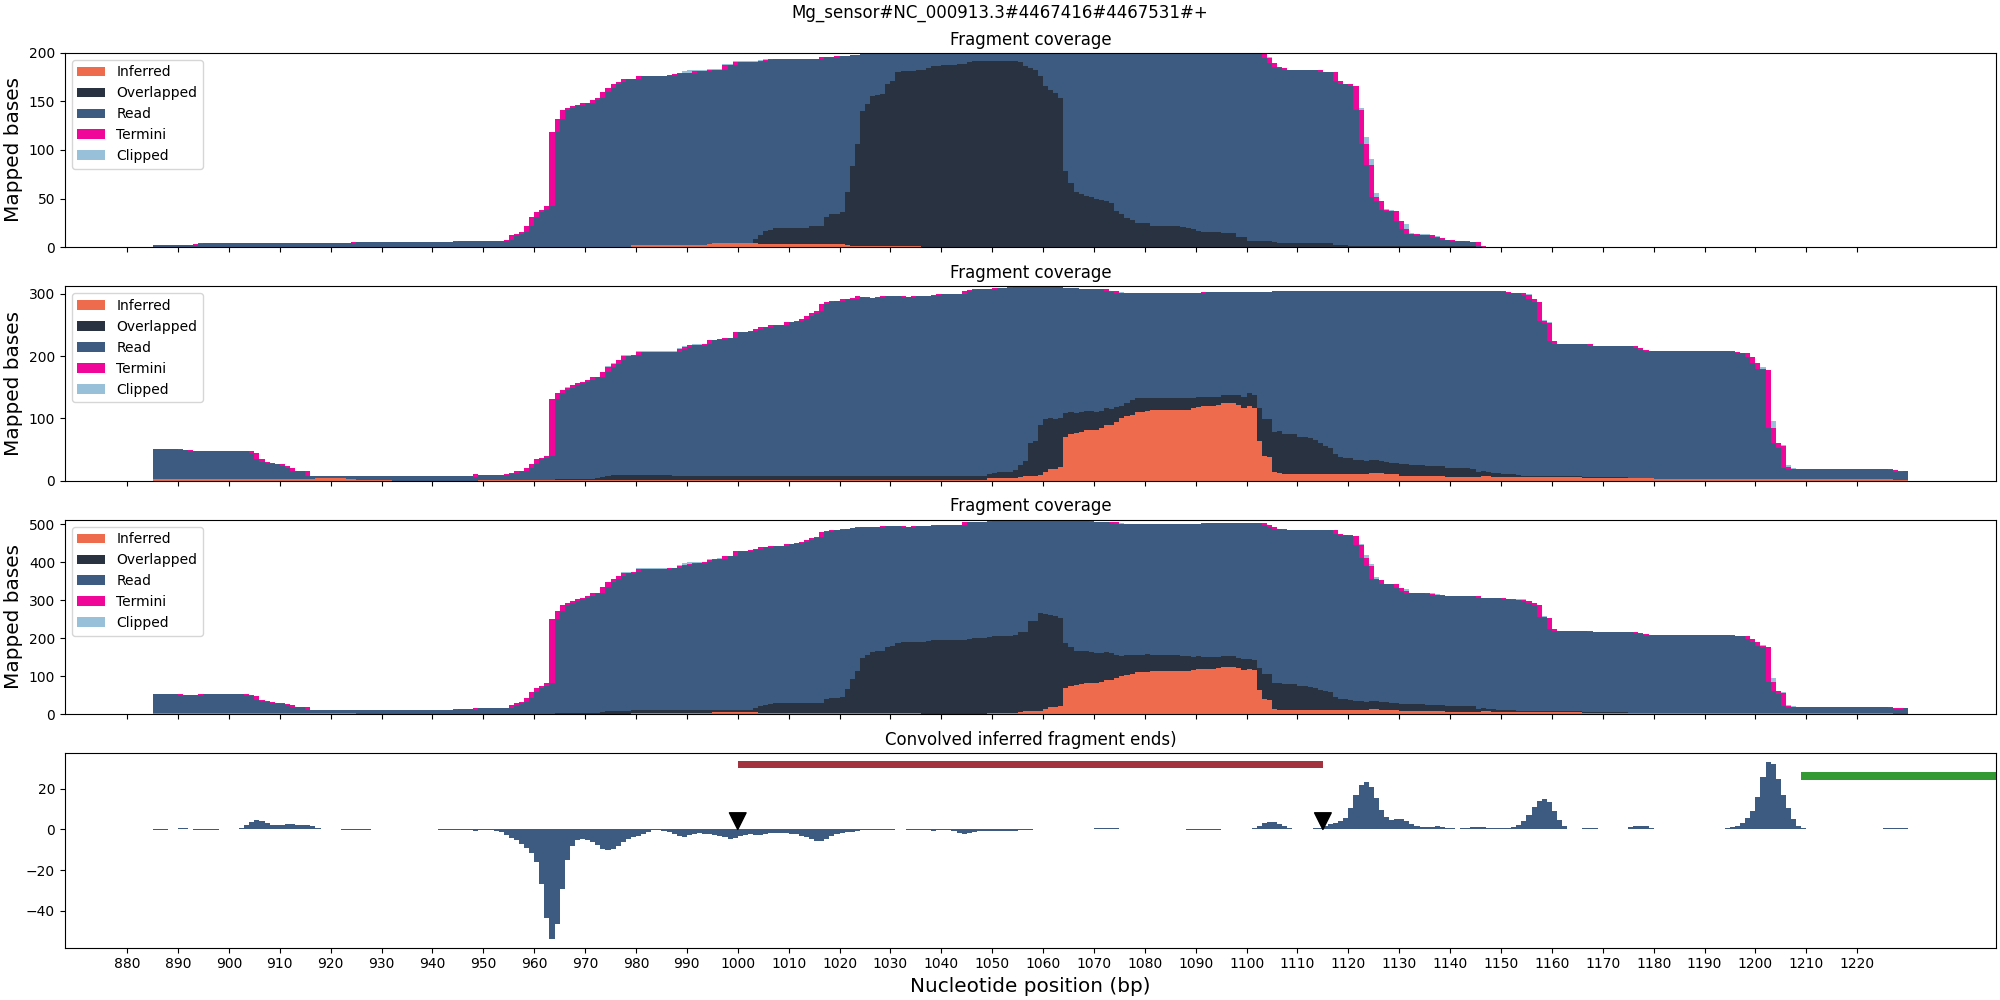 Mg_sensor#NC_000913.3#4467416#4467531#+
Fragment coverage
Mapped bases
200
150
100
50
0
Inferred
Overlapped
Read
Termini
Clipped
Fragment coverage
Mapped bases
300
200
100
0
Inferred
Overlapped
Read
Termini
Clipped
Fragment coverage
Mapped bases
500
400
300
200
100
0
Inferred
Overlapped
Read
Termini
Clipped
Convolved inferred fragment ends)
20
0
−20
−40
880 890 900 910 920 930 940 950 960 970 980 990 1000 1010 1020 1030 1040 1050 1060 1070 1080 1090 1100 1110 1120 1130 1140 1150 1160 1170 1180 1190 1200 1210 1220
Nucleotide position (bp)